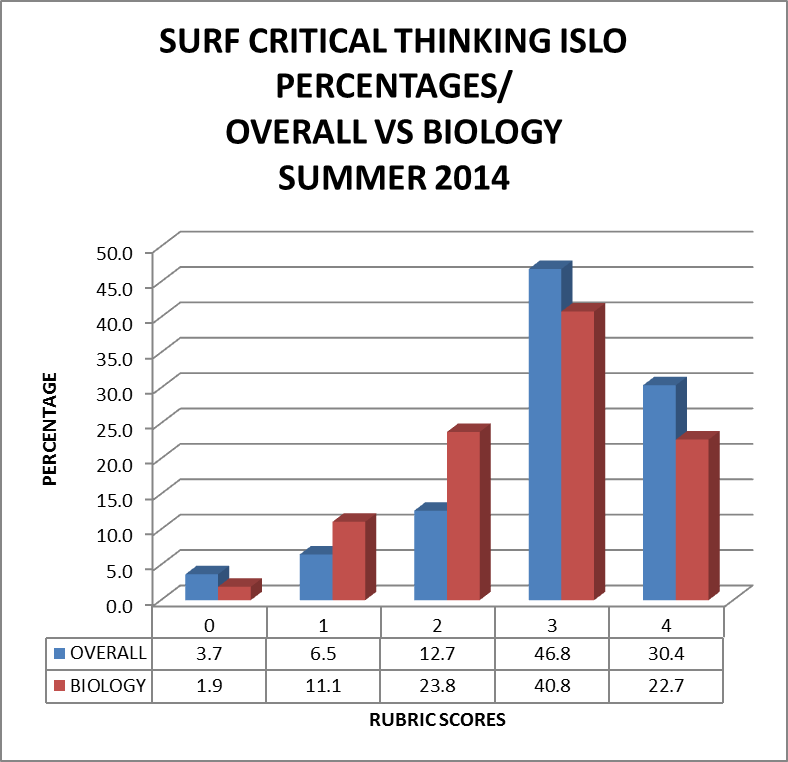 SURF CRITICAL THINKING ISLO
PERCENTAGES/
OVERALL VS BIOLOGY
SUMMER 2014
50.0
45.0
40.0
35.0
30.0
25.0
20.0
15.0
10.0
5.0
0.0
PERCENTAGE
0 1 2 3 4
OVERALL 3.7 6.5 12.7 46.8 30.4
BIOLOGY 1.9 11.1 23.8 40.8 22.7
RUBRIC SCORES